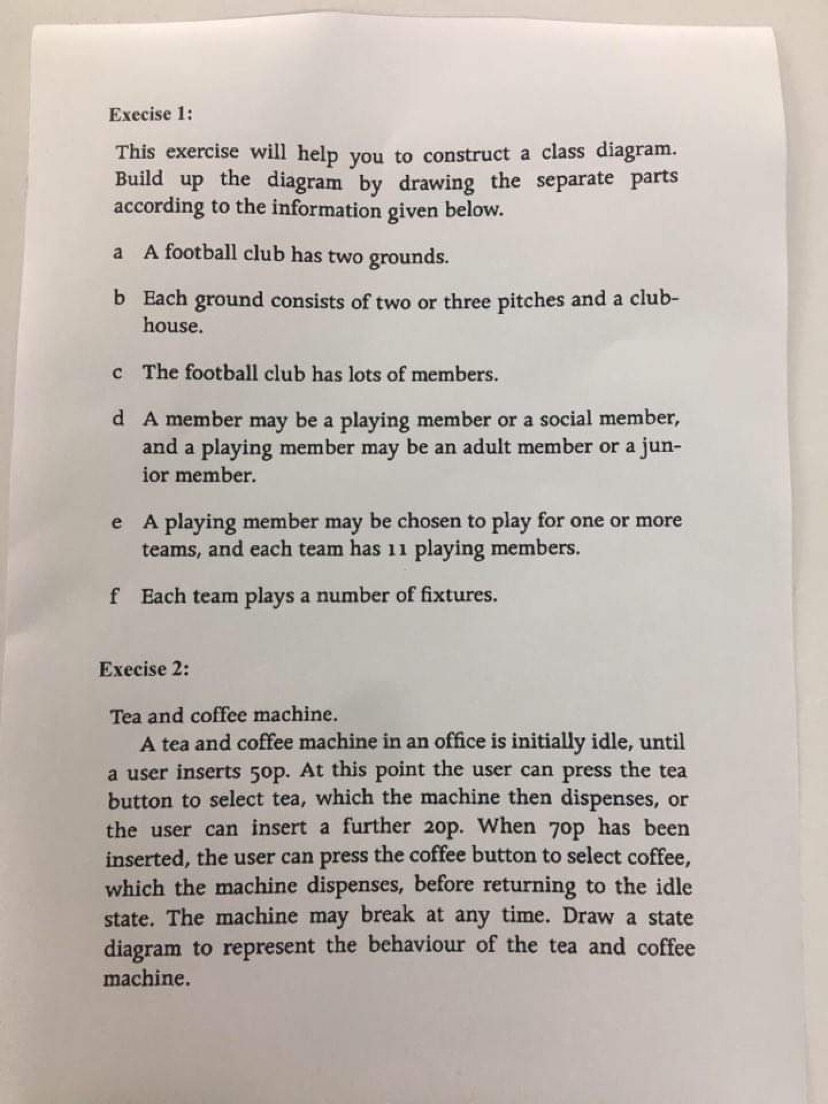 Execise 1:
This exercise will help you to construct a class diagram.
Build up the diagram by drawing the separate parts
according to the information given below.
a A football club has two grounds.
b Each ground consists of two or three pitches and a club-
house.
c The football club has lots of members.
d A member may be a playing member or a social member,
and a playing member may be an adult member or a jun-
ior member.
e A playing member may be chosen to play for one or more
teams, and each team has 11 playing members.
f Each team plays a number of fixtures.
Execise 2:
Tea and coffee machine.
A tea and coffee machine in an office is initially idle, until
a user inserts 50p. At this point the user can press the tea
button to select tea, which the machine then dispenses, or
the user can insert a further 20p. When 70p has been
inserted, the user can press the coffee button to select coffee,
which the machine dispenses, before returning to the idle
state. The machine may break at any time. Draw a state
diagram to represent the behaviour of the tea and coffee
machine.